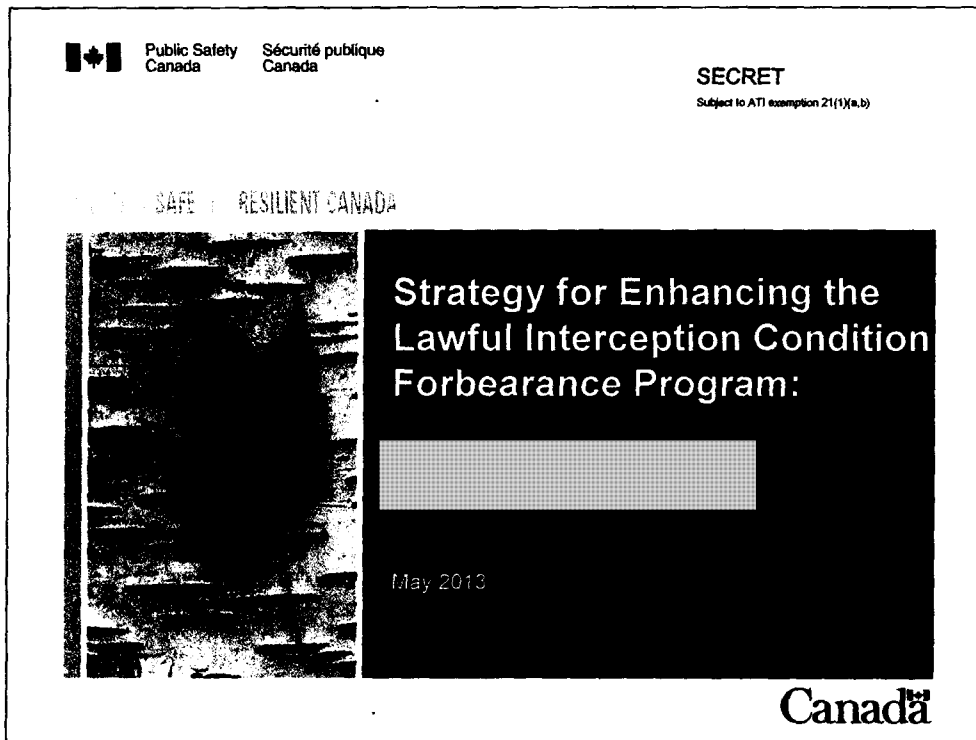 Public Safety Canada
Sécurité publique Canada
SECRET
Subject to ATI exemption 21(1)(a,b)
SAFE RESILIENT CANADA
Strategy for Enhancing the
Lawful Interception Condition
Forbearance Program:
May 2013
Canada